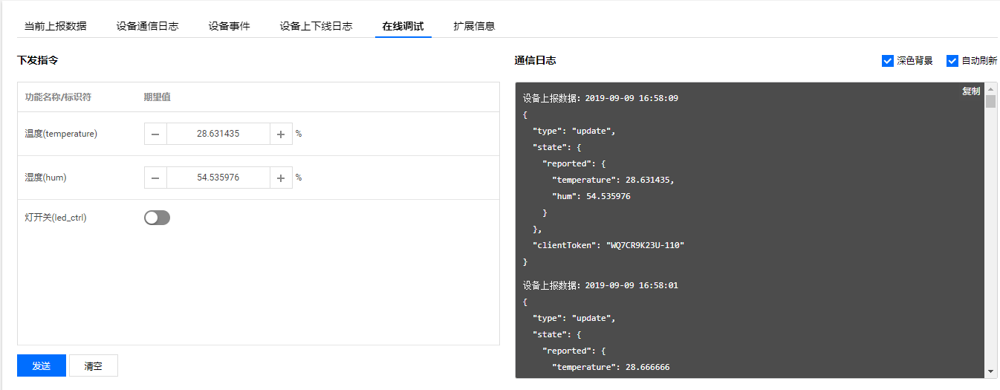 当前上报数据 设备通信日志 设备事件 设备上下线日志 在线调试 扩展信息
下发指令
功能名称/标识符 期望值
温度(temperature) 28.631435 %
湿度(hum) 54.535976 %
灯开关(led_ctrl)
发送 清空
通信日志 深色背景 自动刷新
复制
设备上报数据: 2019-09-09 16:58:09
{
"type": "update",
"state": {
"reported": {
"temperature": 28.631435,
"hum": 54.535976
}
},
"clientToken": "WQ7CR9K23U-110"
}
设备上报数据: 2019-09-09 16:58:01
{
"type": "update",
"state": {
"reported": {
"temperature": 28.666666